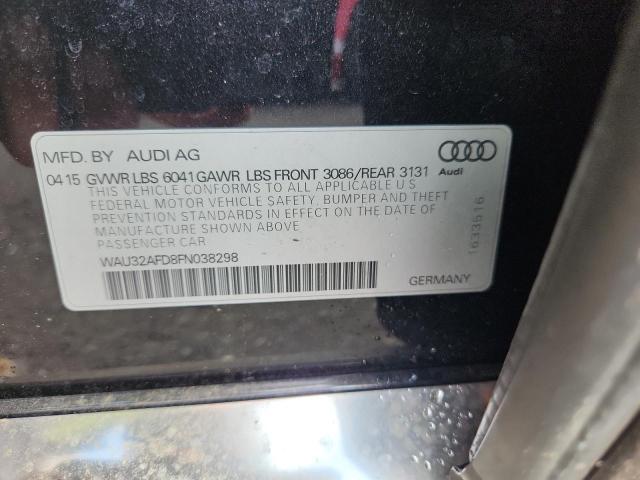 MFD. BY AUDI AG
Audi
04 15 GVWR LBS 6041 GAWR LBS FRONT 3086/REAR 3131
THIS VEHICLE CONFORMS TO ALL APPLICABLE U S
FEDERAL MOTOR VEHICLE SAFETY, BUMPER AND THEFT
PREVENTION STANDARDS IN EFFECT ON THE DATE OF
MANUFACTURE SHOWN ABOVE
PASSENGER CAR
WAU32AFD8FN038298
GERMANY
1633516